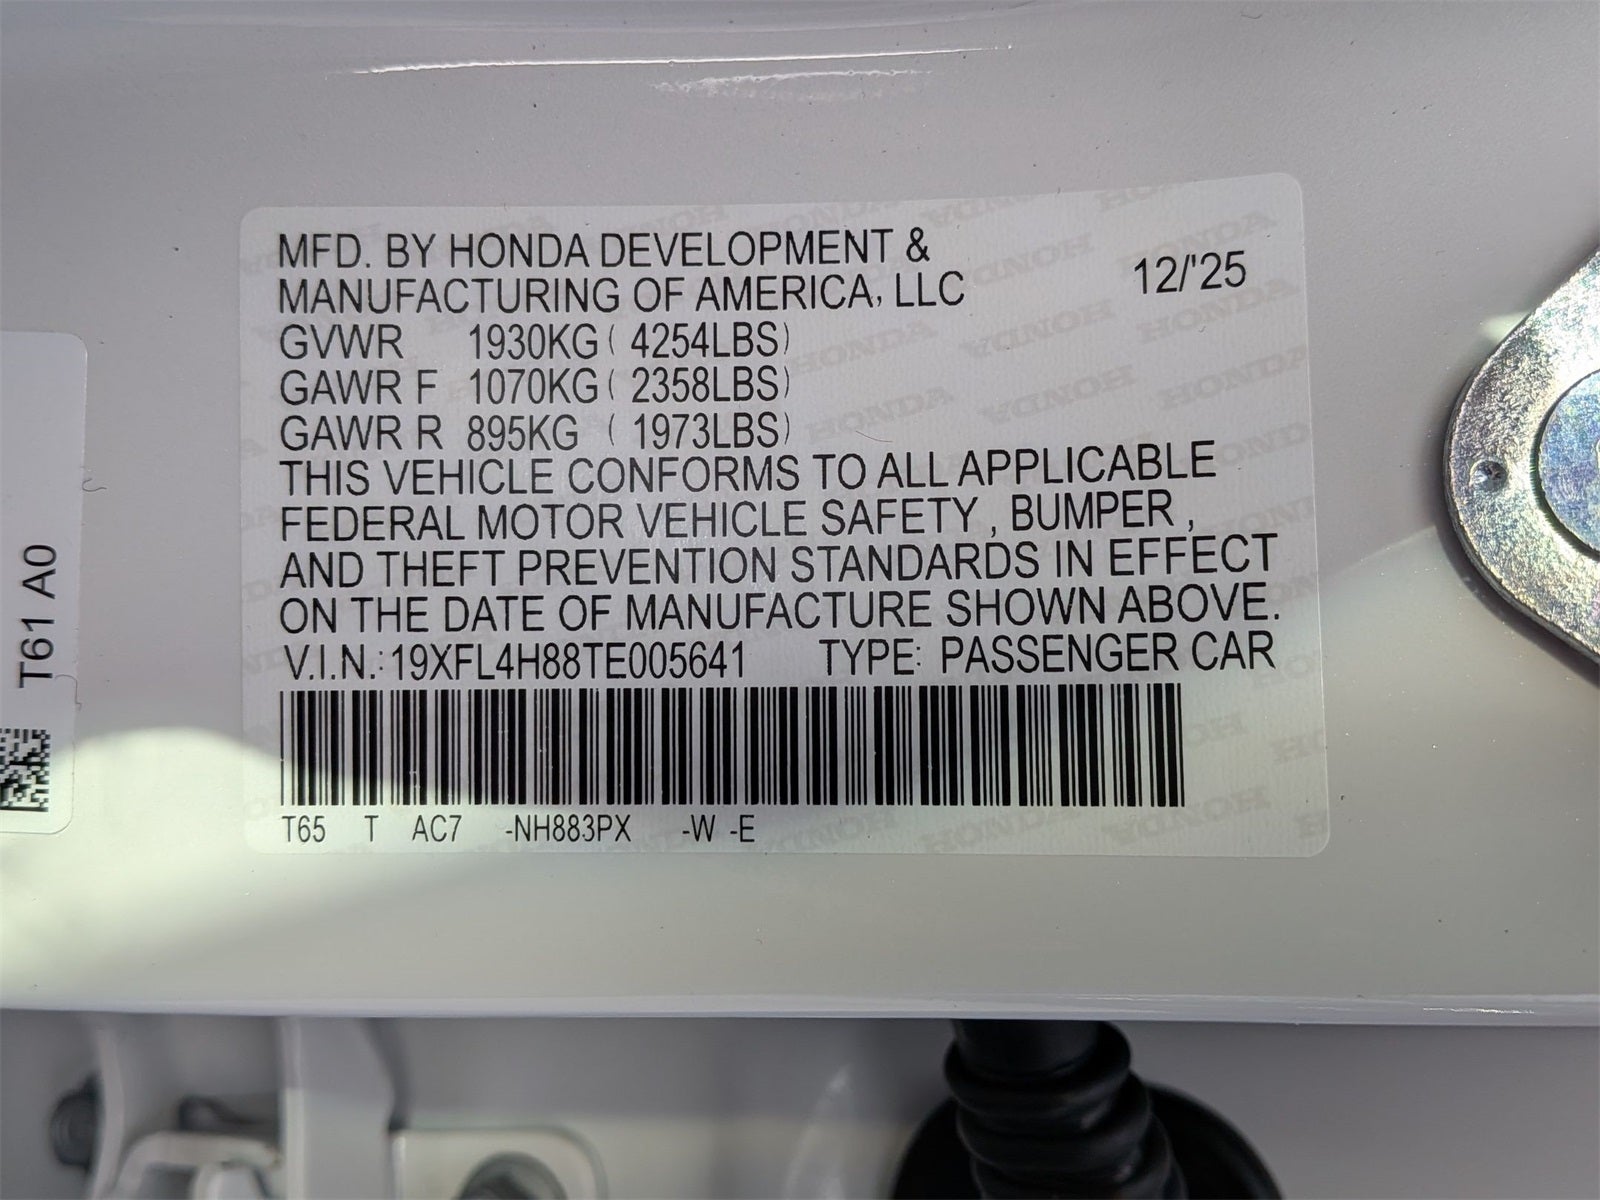 MFD. BY HONDA DEVELOPMENT &
MANUFACTURING OF AMERICA, LLC
12/'25
GVWR 1930KG ( 4254LBS)
GAWR F 1070KG ( 2358LBS)
GAWR R 895KG ( 1973LBS)
THIS VEHICLE CONFORMS TO ALL APPLICABLE
FEDERAL MOTOR VEHICLE SAFETY , BUMPER ,
AND THEFT PREVENTION STANDARDS IN EFFECT
ON THE DATE OF MANUFACTURE SHOWN ABOVE.
V.I.N.: 19XFL4H88TE005641 TYPE: PASSENGER CAR
T65 T AC7 -NH883PX -W -E
T61 A0